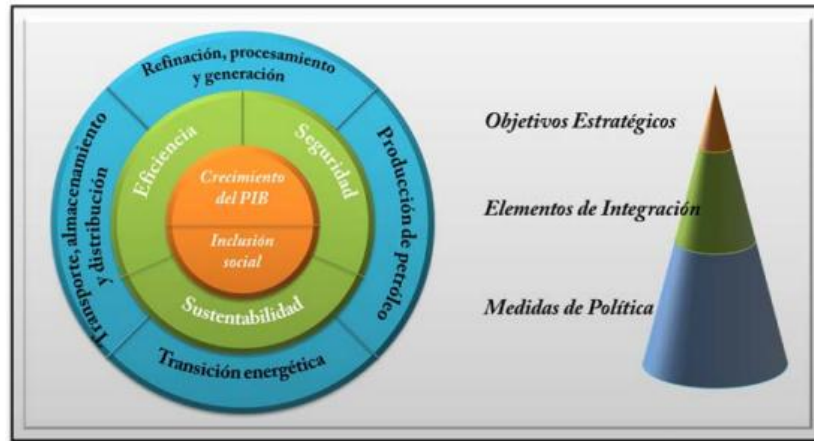 Refinación, procesamiento
y generación
Transporte, almacenamiento
y distribución
Producción de petróleo
Transición energética
Eficiencia
Seguridad
Sustentabilidad
Crecimiento
del PIB
Inclusión
social
Objetivos Estratégicos
Elementos de Integración
Medidas de Política